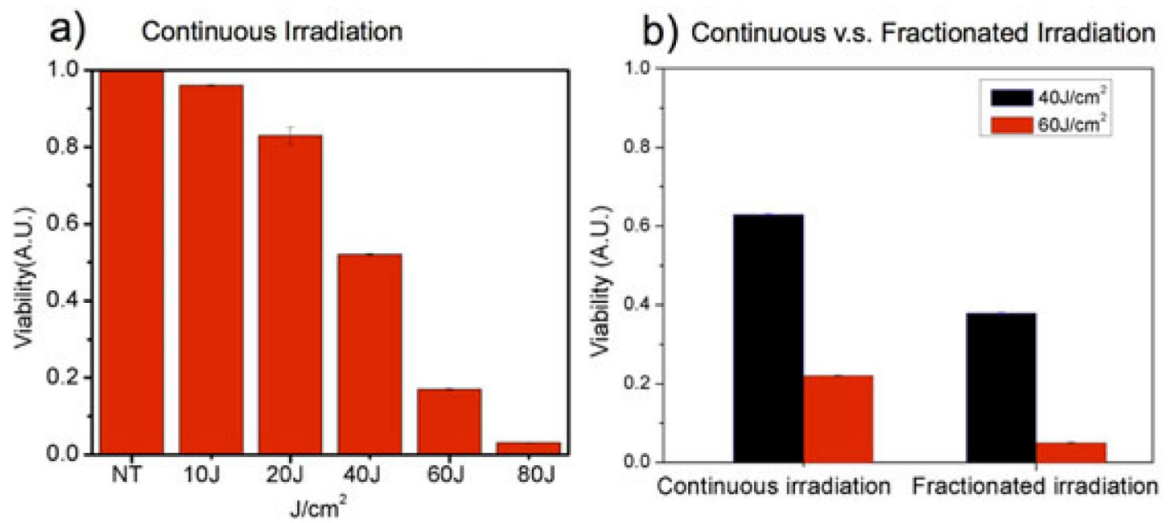 a) Continuous Irradiation
1.0
0.8
0.6
0.4
0.2
0.0
Viability(A.U.)
NT 10J 20J 40J 60J 80J
J/cm²
b) Continuous v.s. Fractionated Irradiation
1.0
0.8
0.6
0.4
0.2
0.0
Viability (A.U.)
40J/cm²
60J/cm²
Continuous irradiation Fractionated irradiation